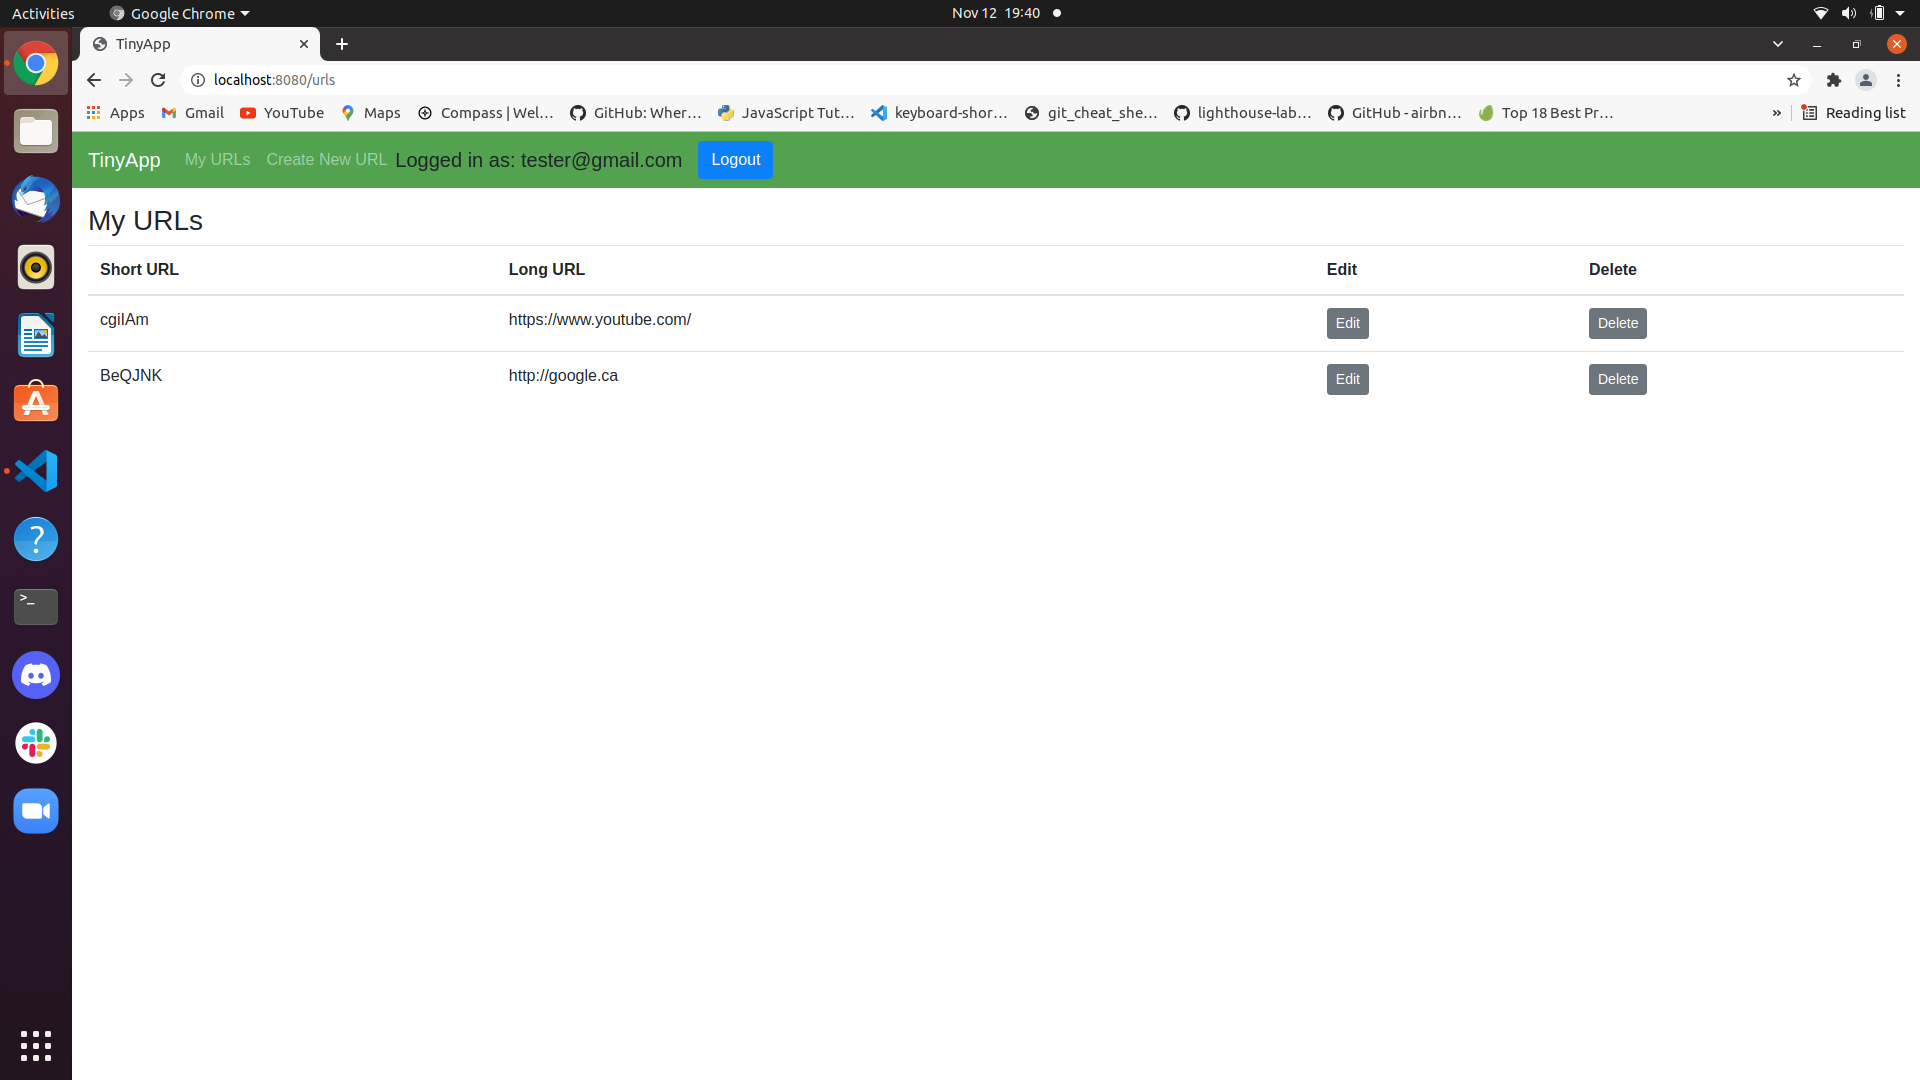 Activities Google Chrome Nov 12 19:40
TinyApp
localhost:8080/urls
Apps Gmail YouTube Maps Compass | Wel… GitHub: Wher… JavaScript Tut… keyboard-shor… git_cheat_she… lighthouse-lab… GitHub - airbn… Top 18 Best Pr… » Reading list
TinyApp My URLs Create New URL Logged in as: tester@gmail.com Logout
My URLs
Short URL Long URL Edit Delete
cgiIAm https://www.youtube.com/ Edit Delete
BeQJNK http://google.ca Edit Delete